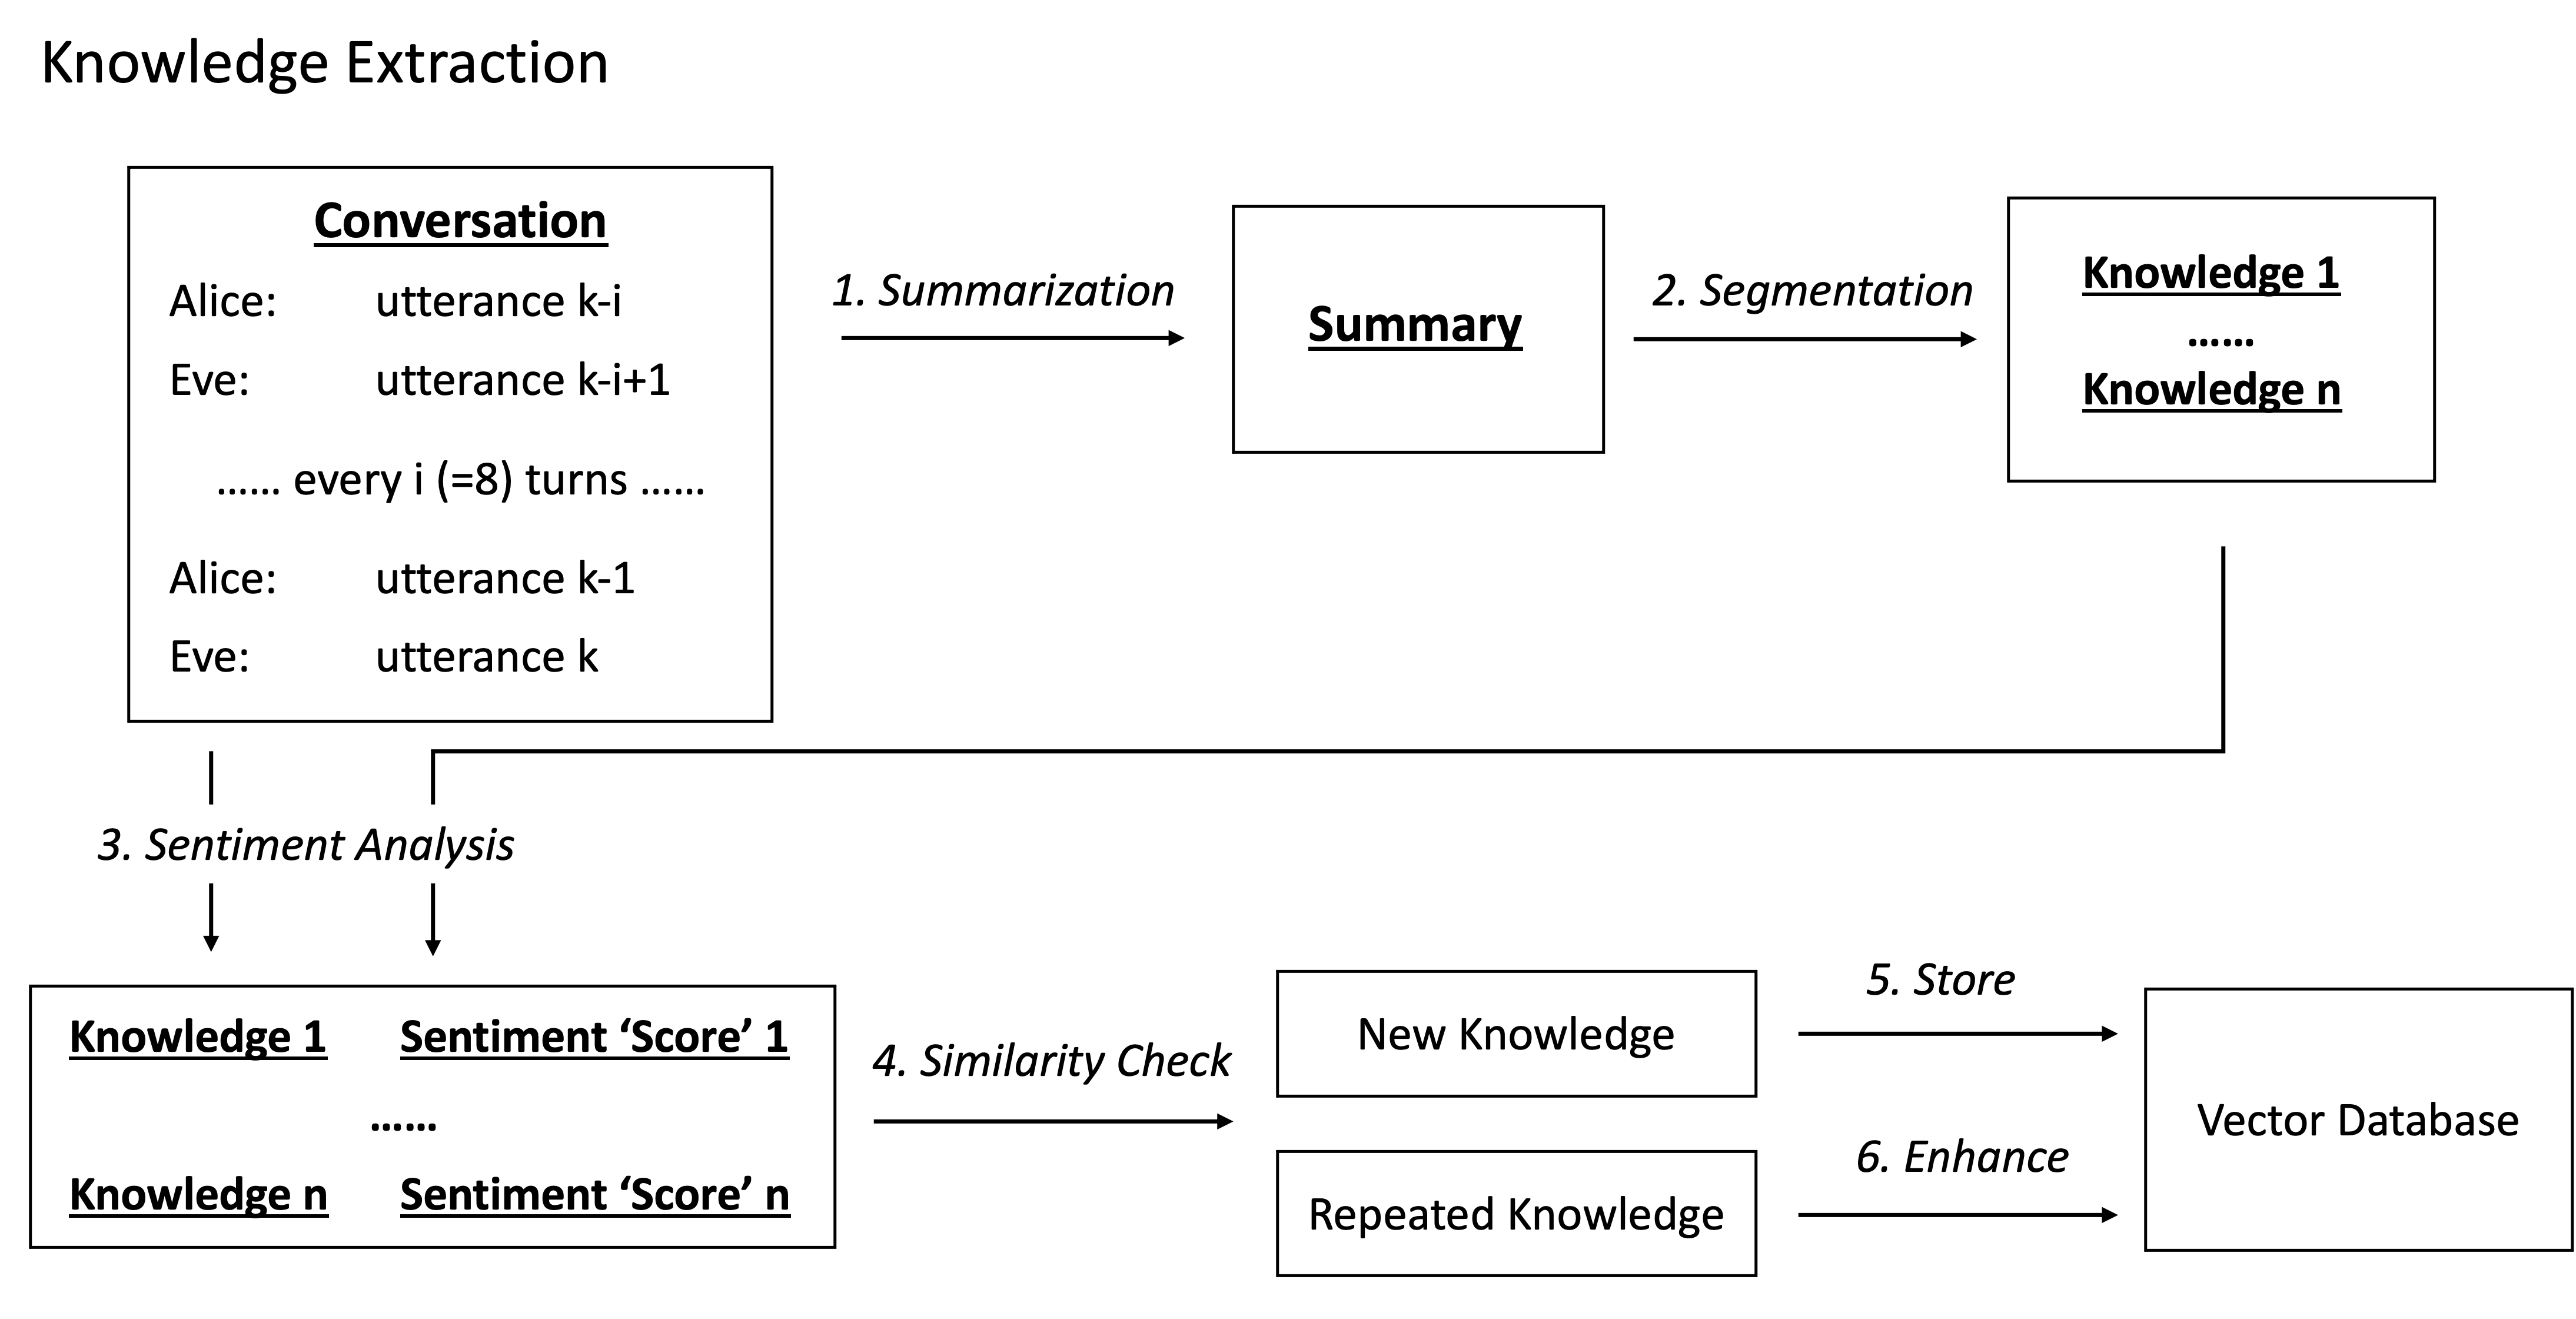 Knowledge Extraction
Conversation
Alice: utterance k-i
Eve: utterance k-i+1
...... every i (=8) turns ......
Alice: utterance k-1
Eve: utterance k
1. Summarization
Summary
2. Segmentation
Knowledge 1
......
Knowledge n
3. Sentiment Analysis
Knowledge 1 Sentiment ‘Score’ 1
......
Knowledge n Sentiment ‘Score’ n
4. Similarity Check
New Knowledge
Repeated Knowledge
5. Store
6. Enhance
Vector Database